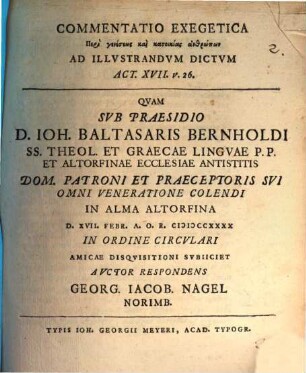 COMMENTATIO EXEGETICA
Περὶ γενέσεως καὶ κατοικίας ἀνθρώπων
AD ILLVSTRANDVM DICTVM
ACT. XVII. v. 26.
QVAM
SVB PRAESIDIO
D. IOH. BALTASARIS BERNHOLDI
SS. THEOL. ET GRAECAE LINGVAE P. P.
ET ALTORFINAE ECCLESIAE ANTISTITIS
DOM. PATRONI ET PRAECEPTORIS SVI
OMNI VENERATIONE COLENDI
IN ALMA ALTORFINA
D. XVII. FEBR. A. O. R. CIƆIƆCCXXXX
IN ORDINE CIRCVLARI
AMICAE DISQVISITIONI SVBIICIET
AVCTOR RESPONDENS
GEORG. IACOB. NAGEL
NORIMB.
TYPIS IOH. GEORGII MEYERI, ACAD. TYPOGR.